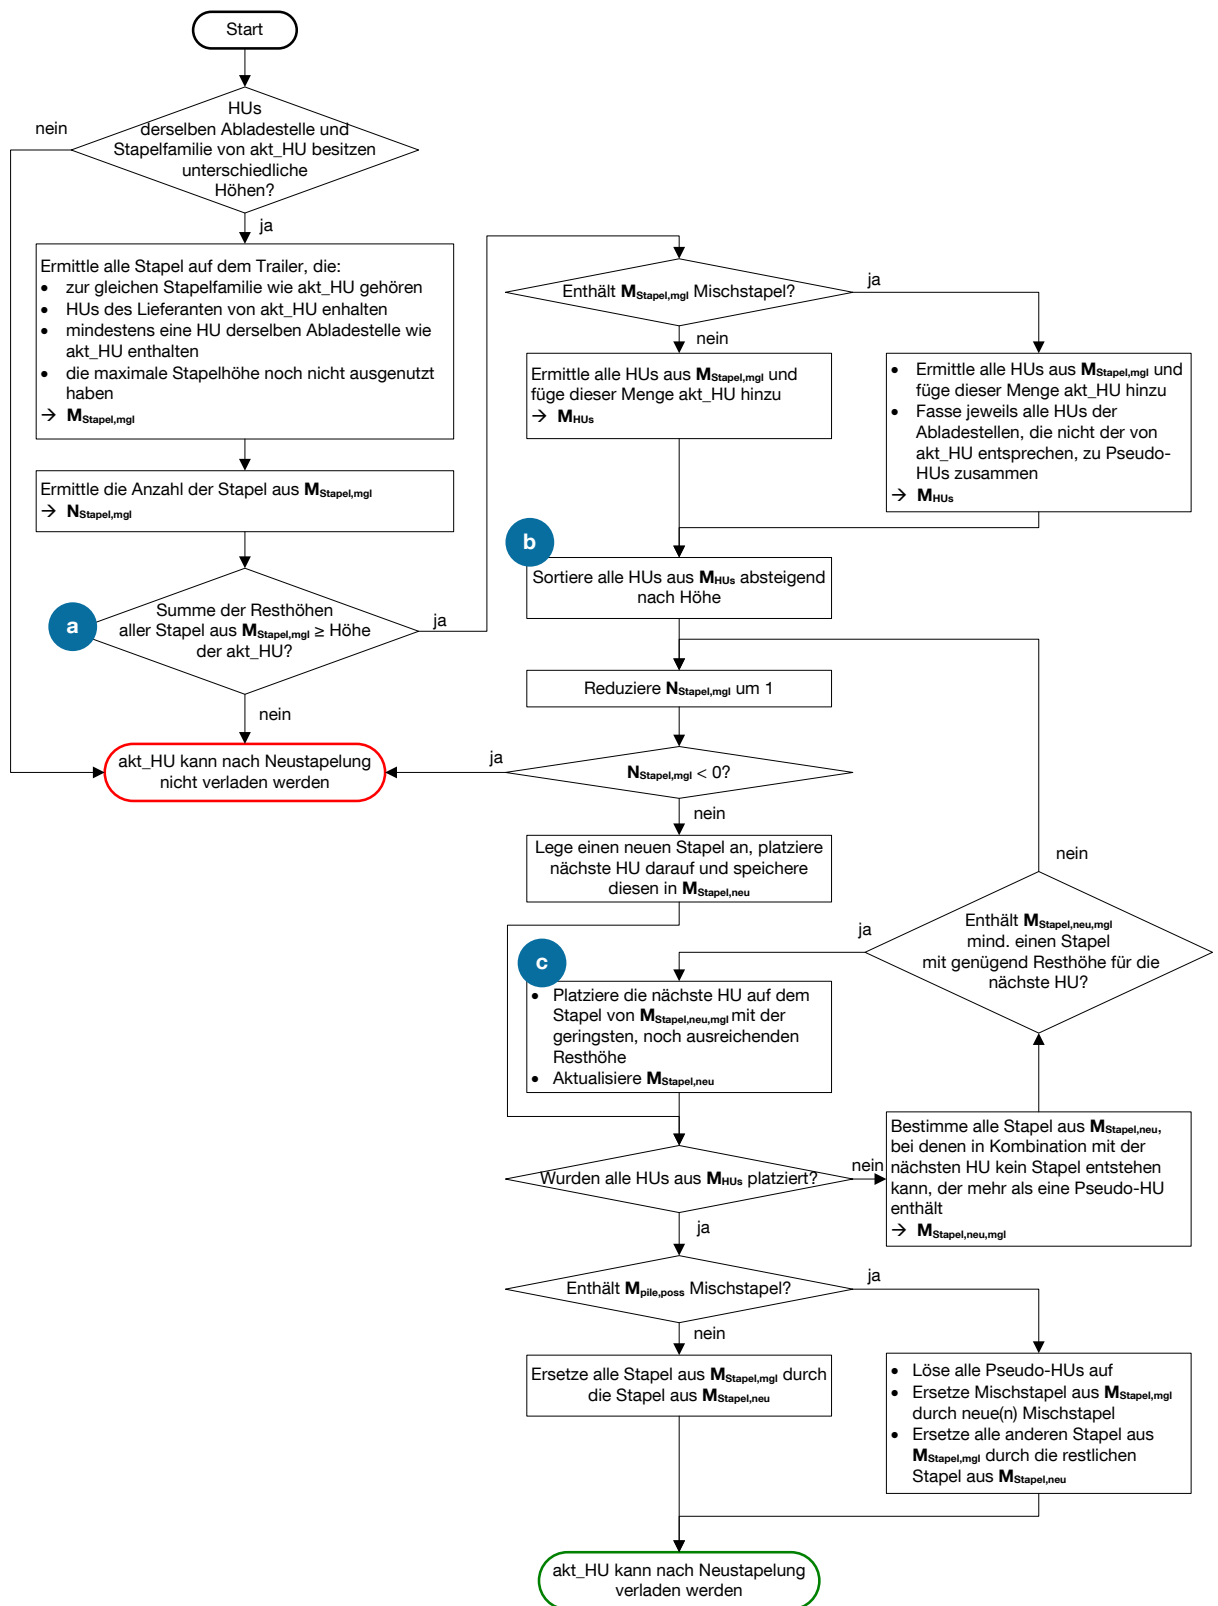 Start
HUs
derselben Abladestelle und
Stapelfamilie von akt_HU besitzen
unterschiedliche
Höhen?
nein
ja
Ermittle alle Stapel auf dem Trailer, die:
• zur gleichen Stapelfamilie wie akt_HU gehören
• HUs des Lieferanten von akt_HU enhalten
• mindestens eine HU derselben Abladestelle wie
akt_HU enthalten
• die maximale Stapelhöhe noch nicht ausgenutzt
haben
→ MStapel,mgl
Ermittle die Anzahl der Stapel aus MStapel,mgl
→ NStapel,mgl
a
Summe der Resthöhen
aller Stapel aus MStapel,mgl ≥ Höhe
der akt_HU?
ja
nein
akt_HU kann nach Neustapelung
nicht verladen werden
Enthält MStapel,mgl Mischstapel?
ja
nein
Ermittle alle HUs aus MStapel,mgl und
füge dieser Menge akt_HU hinzu
→ MHUs
• Ermittle alle HUs aus MStapel,mgl und
füge dieser Menge akt_HU hinzu
• Fasse jeweils alle HUs der
Abladestellen, die nicht der von
akt_HU entsprechen, zu Pseudo-
HUs zusammen
→ MHUs
b
Sortiere alle HUs aus MHUs absteigend
nach Höhe
Reduziere NStapel,mgl um 1
NStapel,mgl < 0?
ja
nein
Lege einen neuen Stapel an, platziere
nächste HU darauf und speichere
diesen in MStapel,neu
nein
Enthält MStapel,neu,mgl
mind. einen Stapel
mit genügend Resthöhe für die
nächste HU?
ja
c
• Platziere die nächste HU auf dem
Stapel von MStapel,neu,mgl mit der
geringsten, noch ausreichenden
Resthöhe
• Aktualisiere MStapel,neu
Wurden alle HUs aus MHUs platziert?
nein
Bestimme alle Stapel aus MStapel,neu,
bei denen in Kombination mit der
nächsten HU kein Stapel entstehen
kann, der mehr als eine Pseudo-HU
enthält
→ MStapel,neu,mgl
ja
Enthält Mpile,poss Mischstapel?
ja
nein
Ersetze alle Stapel aus MStapel,mgl durch
die Stapel aus MStapel,neu
• Löse alle Pseudo-HUs auf
• Ersetze Mischstapel aus MStapel,mgl
durch neue(n) Mischstapel
• Ersetze alle anderen Stapel aus
MStapel,mgl durch die restlichen
Stapel aus MStapel,neu
akt_HU kann nach Neustapelung
verladen werden